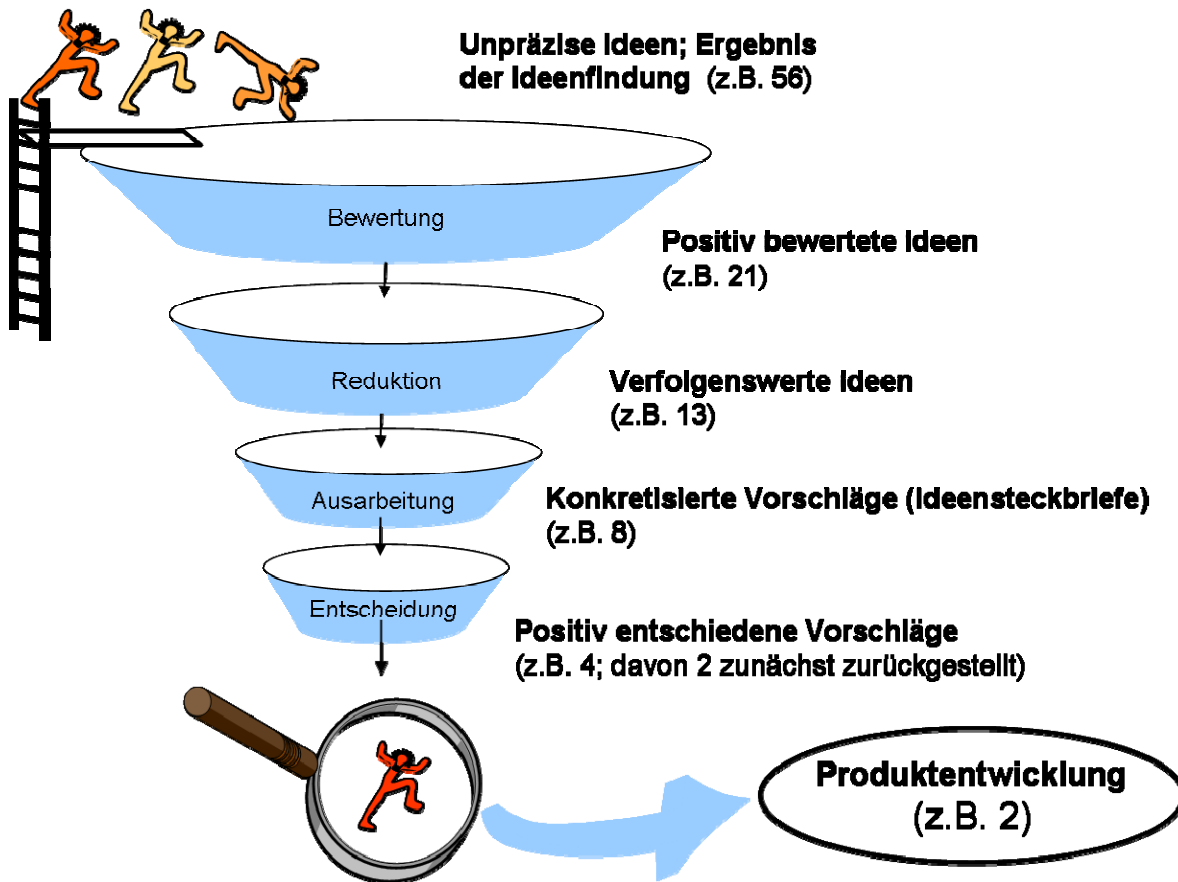 Unpräzise Ideen; Ergebnis
der Ideenfindung (z.B. 56)
Bewertung
Positiv bewertete Ideen
(z.B. 21)
Reduktion
Verfolgenswerte Ideen
(z.B. 13)
Ausarbeitung
Konkretisierte Vorschläge (Ideensteckbriefe)
(z.B. 8)
Entscheidung
Positiv entschiedene Vorschläge
(z.B. 4; davon 2 zunächst zurückgestellt)
Produktentwicklung
(z.B. 2)